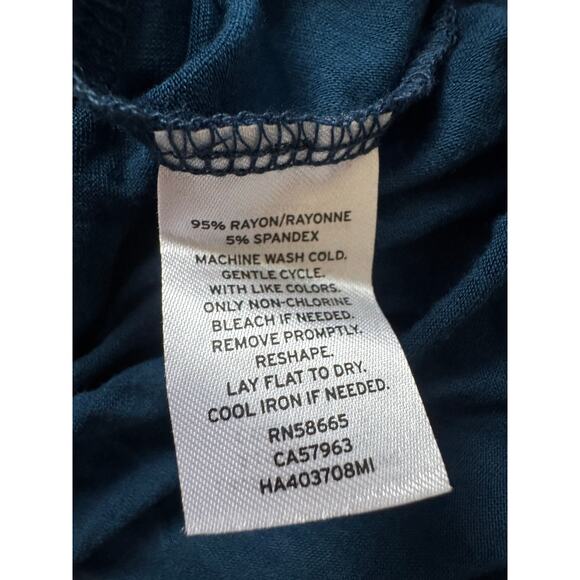 95% RAYON/RAYONNE
5% SPANDEX
MACHINE WASH COLD.
GENTLE CYCLE.
WITH LIKE COLORS.
ONLY NON-CHLORINE
BLEACH IF NEEDED.
REMOVE PROMPTLY.
RESHAPE.
LAY FLAT TO DRY.
COOL IRON IF NEEDED.
RN58665
CA57963
HA403708MI